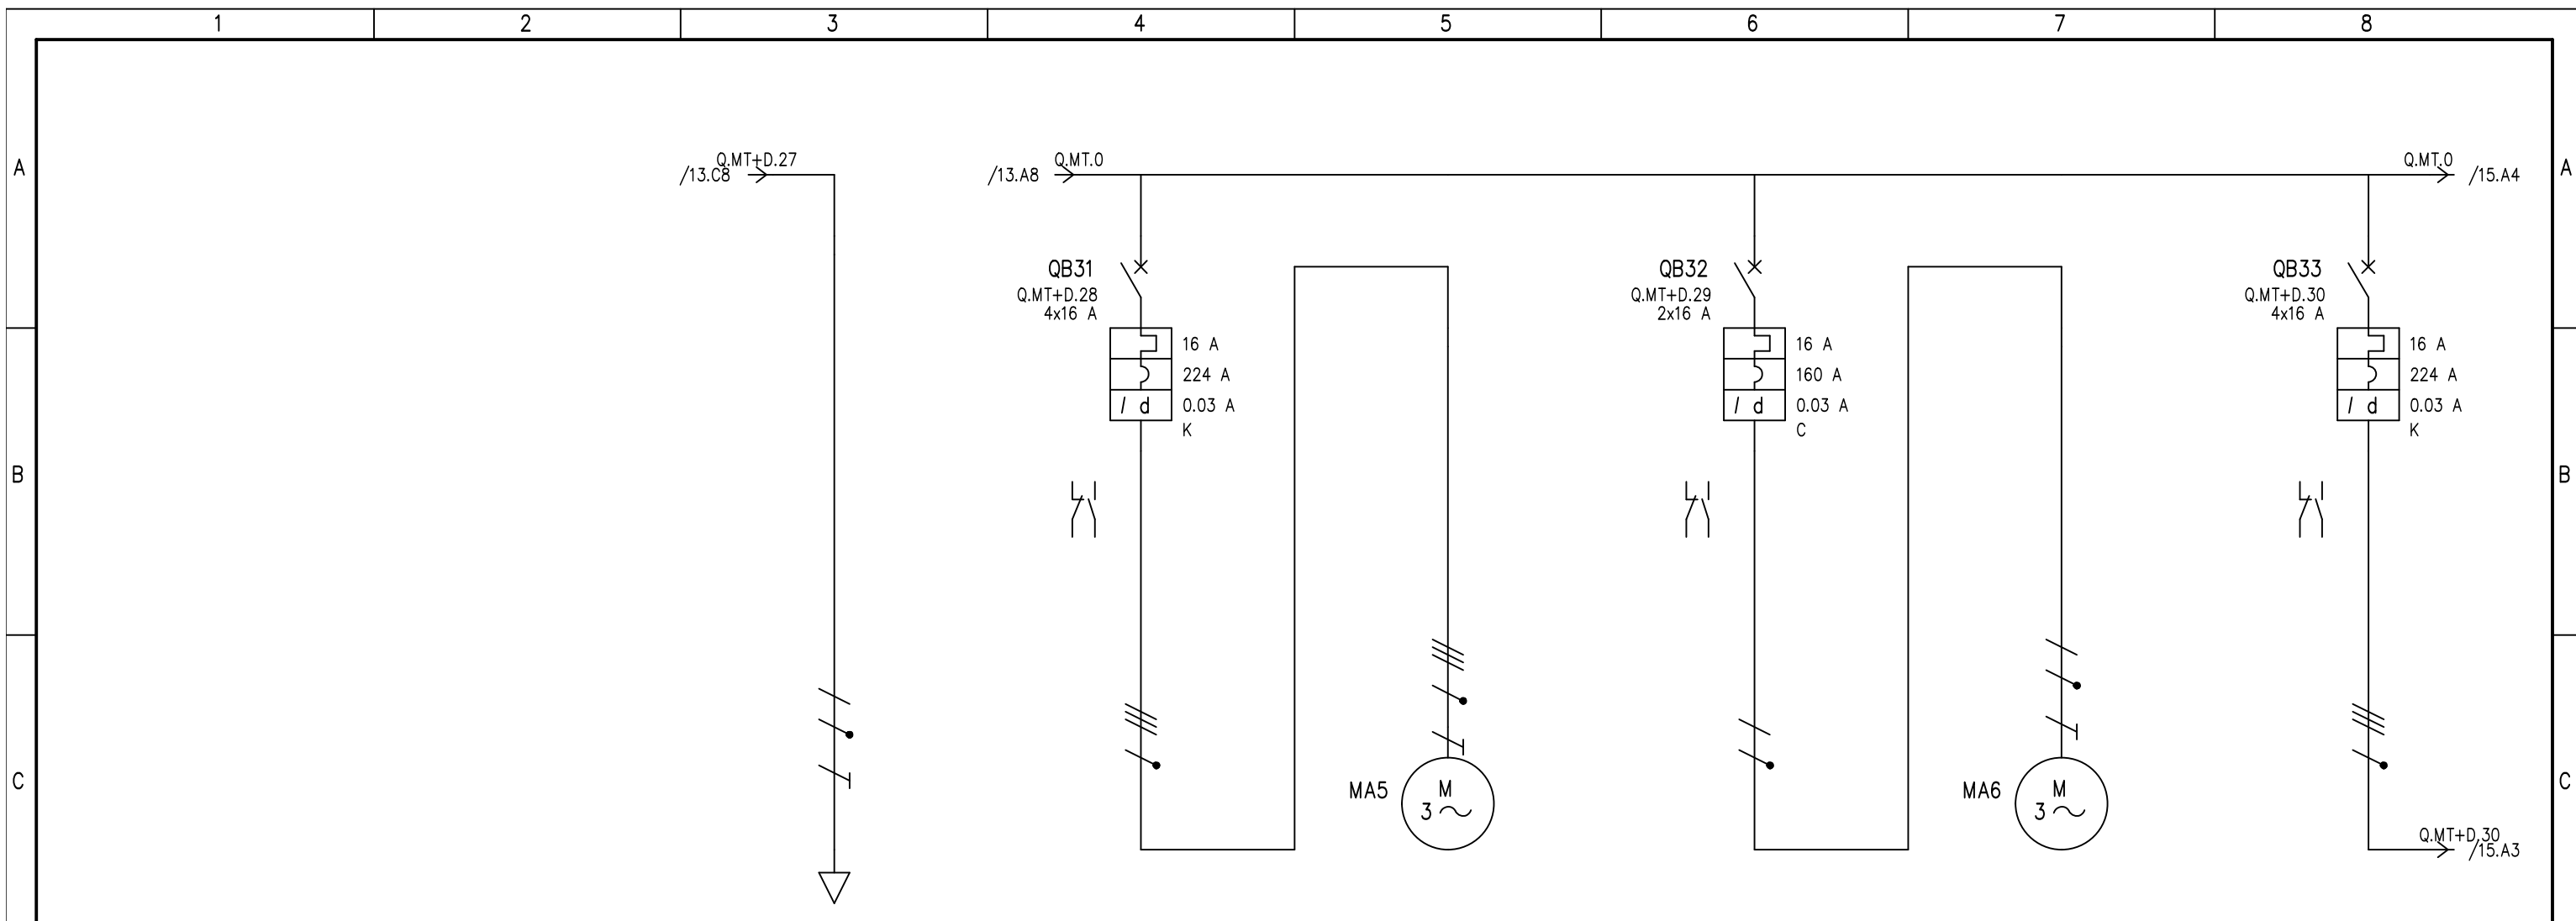 1 2 3 4 5 6 7 8
A A
Q.MT+D.27 Q.MT.0 Q.MT.0
/13.C8 /13.A8 /15.A4
QB31 QB32 QB33
Q.MT+D.28 Q.MT+D.29 Q.MT+D.30
4x16 A 2x16 A 4x16 A
16 A 16 A 16 A
224 A 160 A 224 A
I d 0.03 A I d 0.03 A I d 0.03 A
K C K
B B
C C
MA5 M MA6 M
3 3
Q.MT+D.30
/15.A3